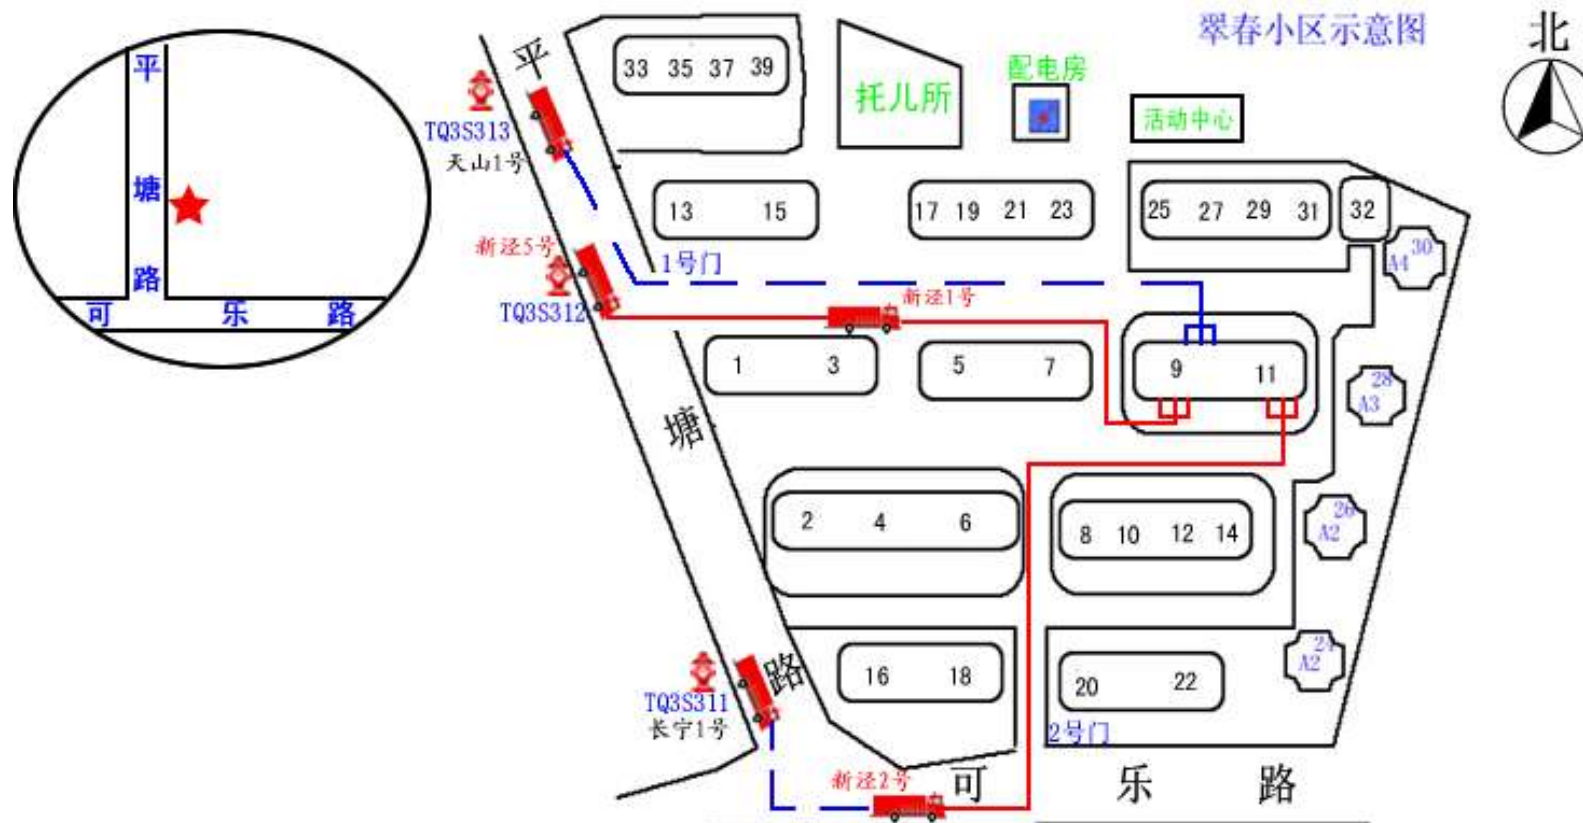 翠春小区示意图
北
平
塘
路
可 乐 路
平
33 35 37 39
托儿所
配电房
活动中心
TQ3S313
天山1号
13 15
17 19 21 23
25 27 29 31
32
30
A4
新泾5号
1号门
TQ3S312
新泾1号
1 3
5 7
9 11
28
A3
塘
2 4 6
8 10 12 14
26
A2
路
TQ3S311
长宁1号
16 18
20 22
24
A2
2号门
新泾2号
可 乐 路